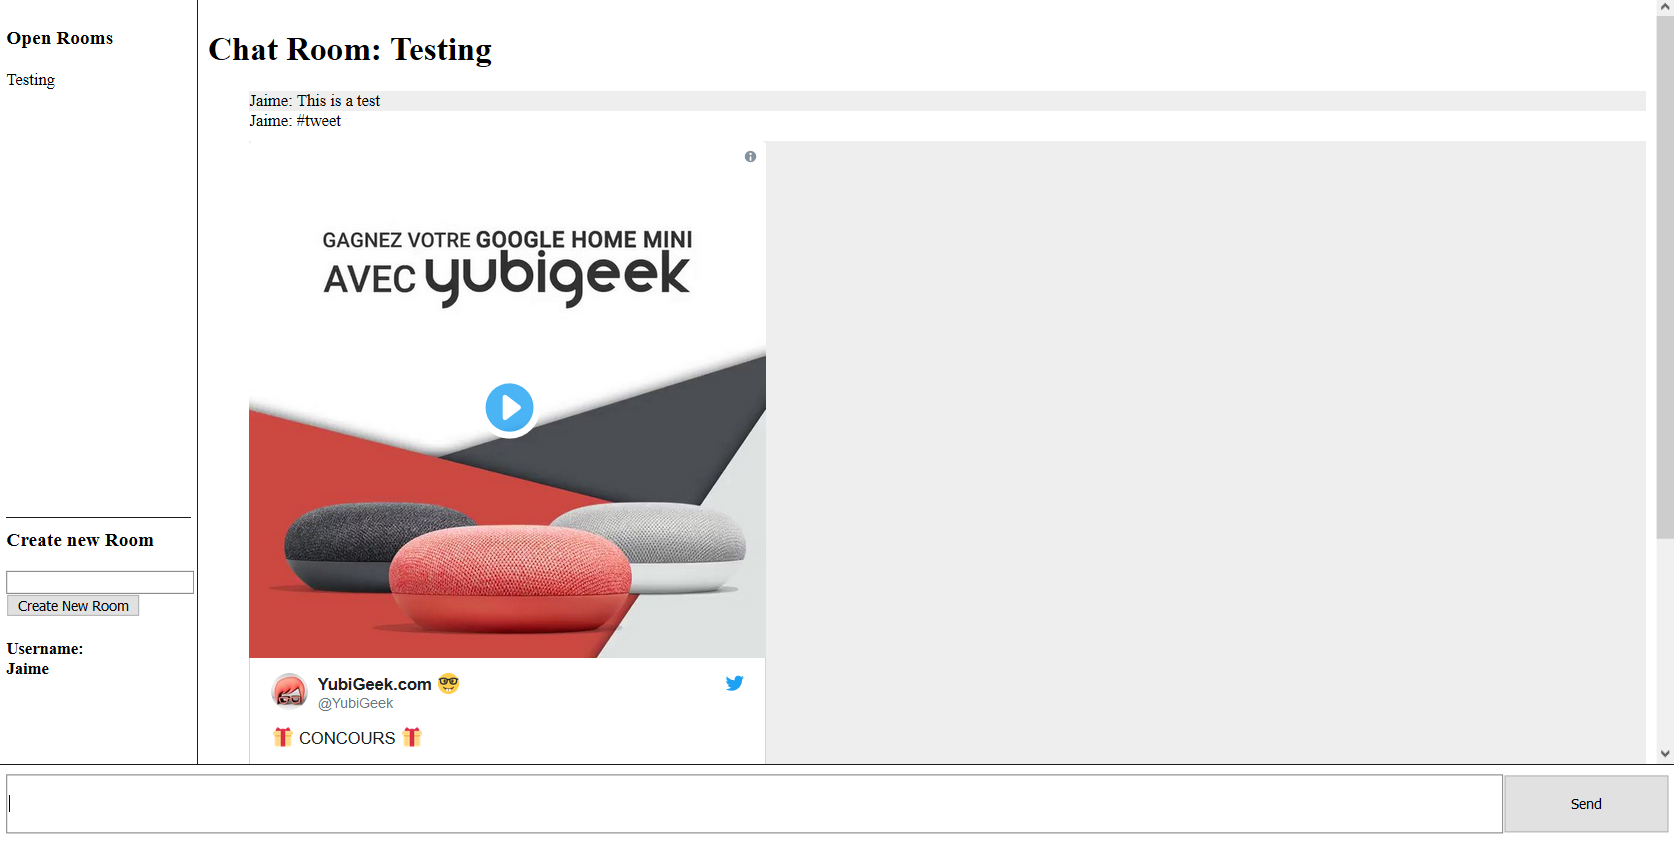 Open Rooms
Testing
Create new Room
Create New Room
Username:
Jaime
Chat Room: Testing
Jaime: This is a test
Jaime: #tweet
GAGNEZ VOTRE GOOGLE HOME MINI
AVEC yubigeek
YubiGeek.com 🤓
@YubiGeek
🎁 CONCOURS 🎁
Send